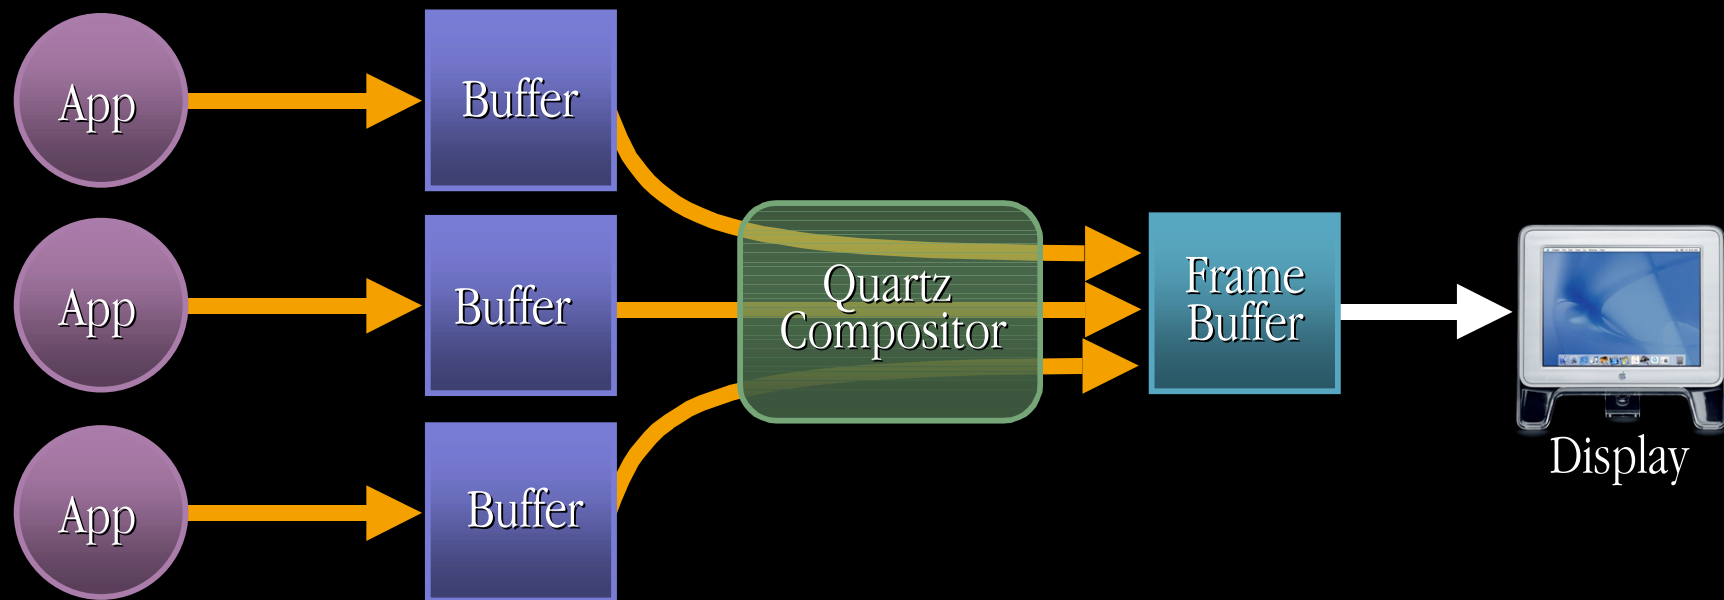 App
Buffer
App
Buffer
App
Buffer
Quartz
Compositor
Frame
Buffer
Display